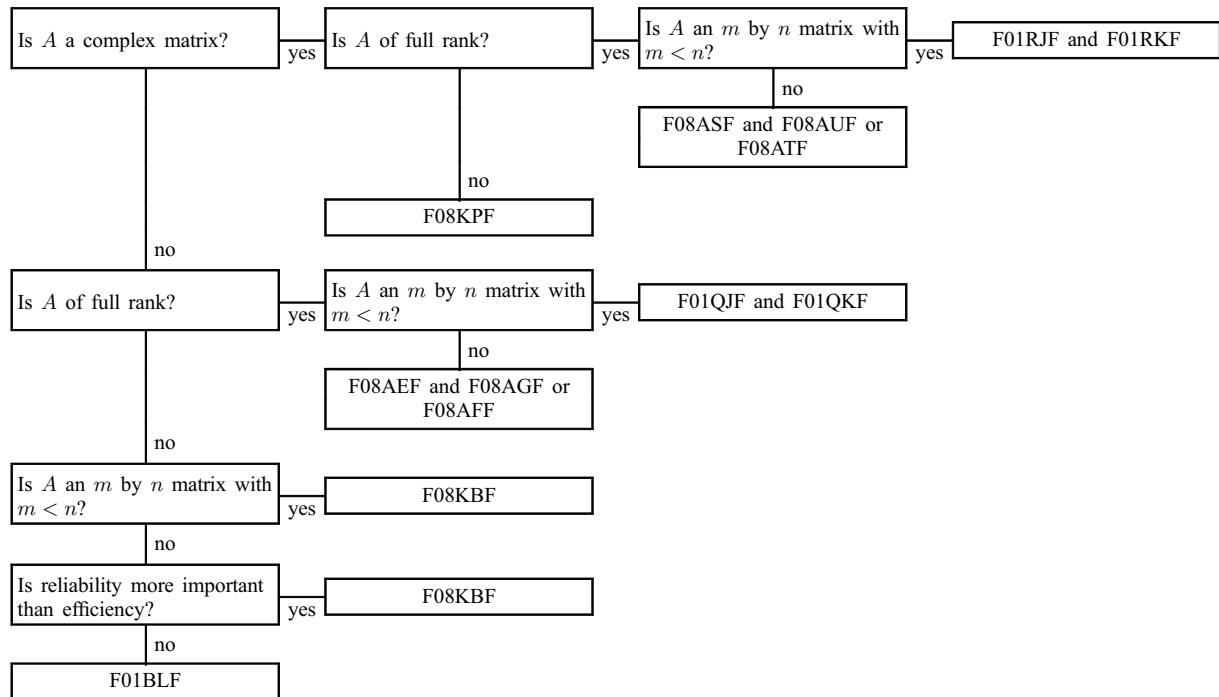 Is A a complex matrix?
yes
Is A of full rank?
yes
Is A an m by n matrix with
m < n?
yes
F01RJF and F01RKF
no
F08ASF and F08AUF or
F08ATF
no
F08KPF
no
Is A of full rank?
yes
Is A an m by n matrix with
m < n?
yes
F01QJF and F01QKF
no
F08AEF and F08AGF or
F08AFF
no
Is A an m by n matrix with
m < n?
yes
F08KBF
no
Is reliability more important
than efficiency?
yes
F08KBF
no
F01BLF